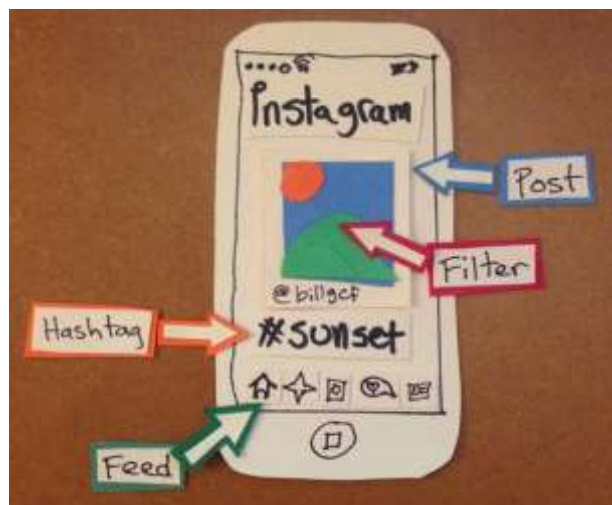 Instagram
Post
Filter
@billgcf
Hashtag
#sunset
Feed